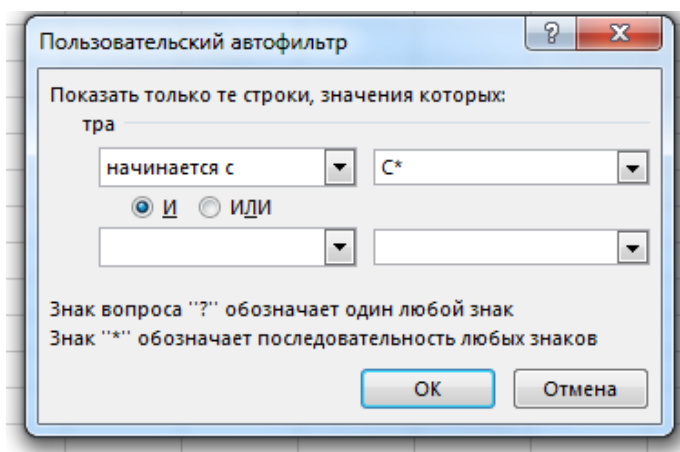 Пользовательский автофильтр
Показать только те строки, значения которых:
тра
начинается с С*
И ИЛИ
Знак вопроса "?" обозначает один любой знак
Знак "*" обозначает последовательность любых знаков
ОК Отмена